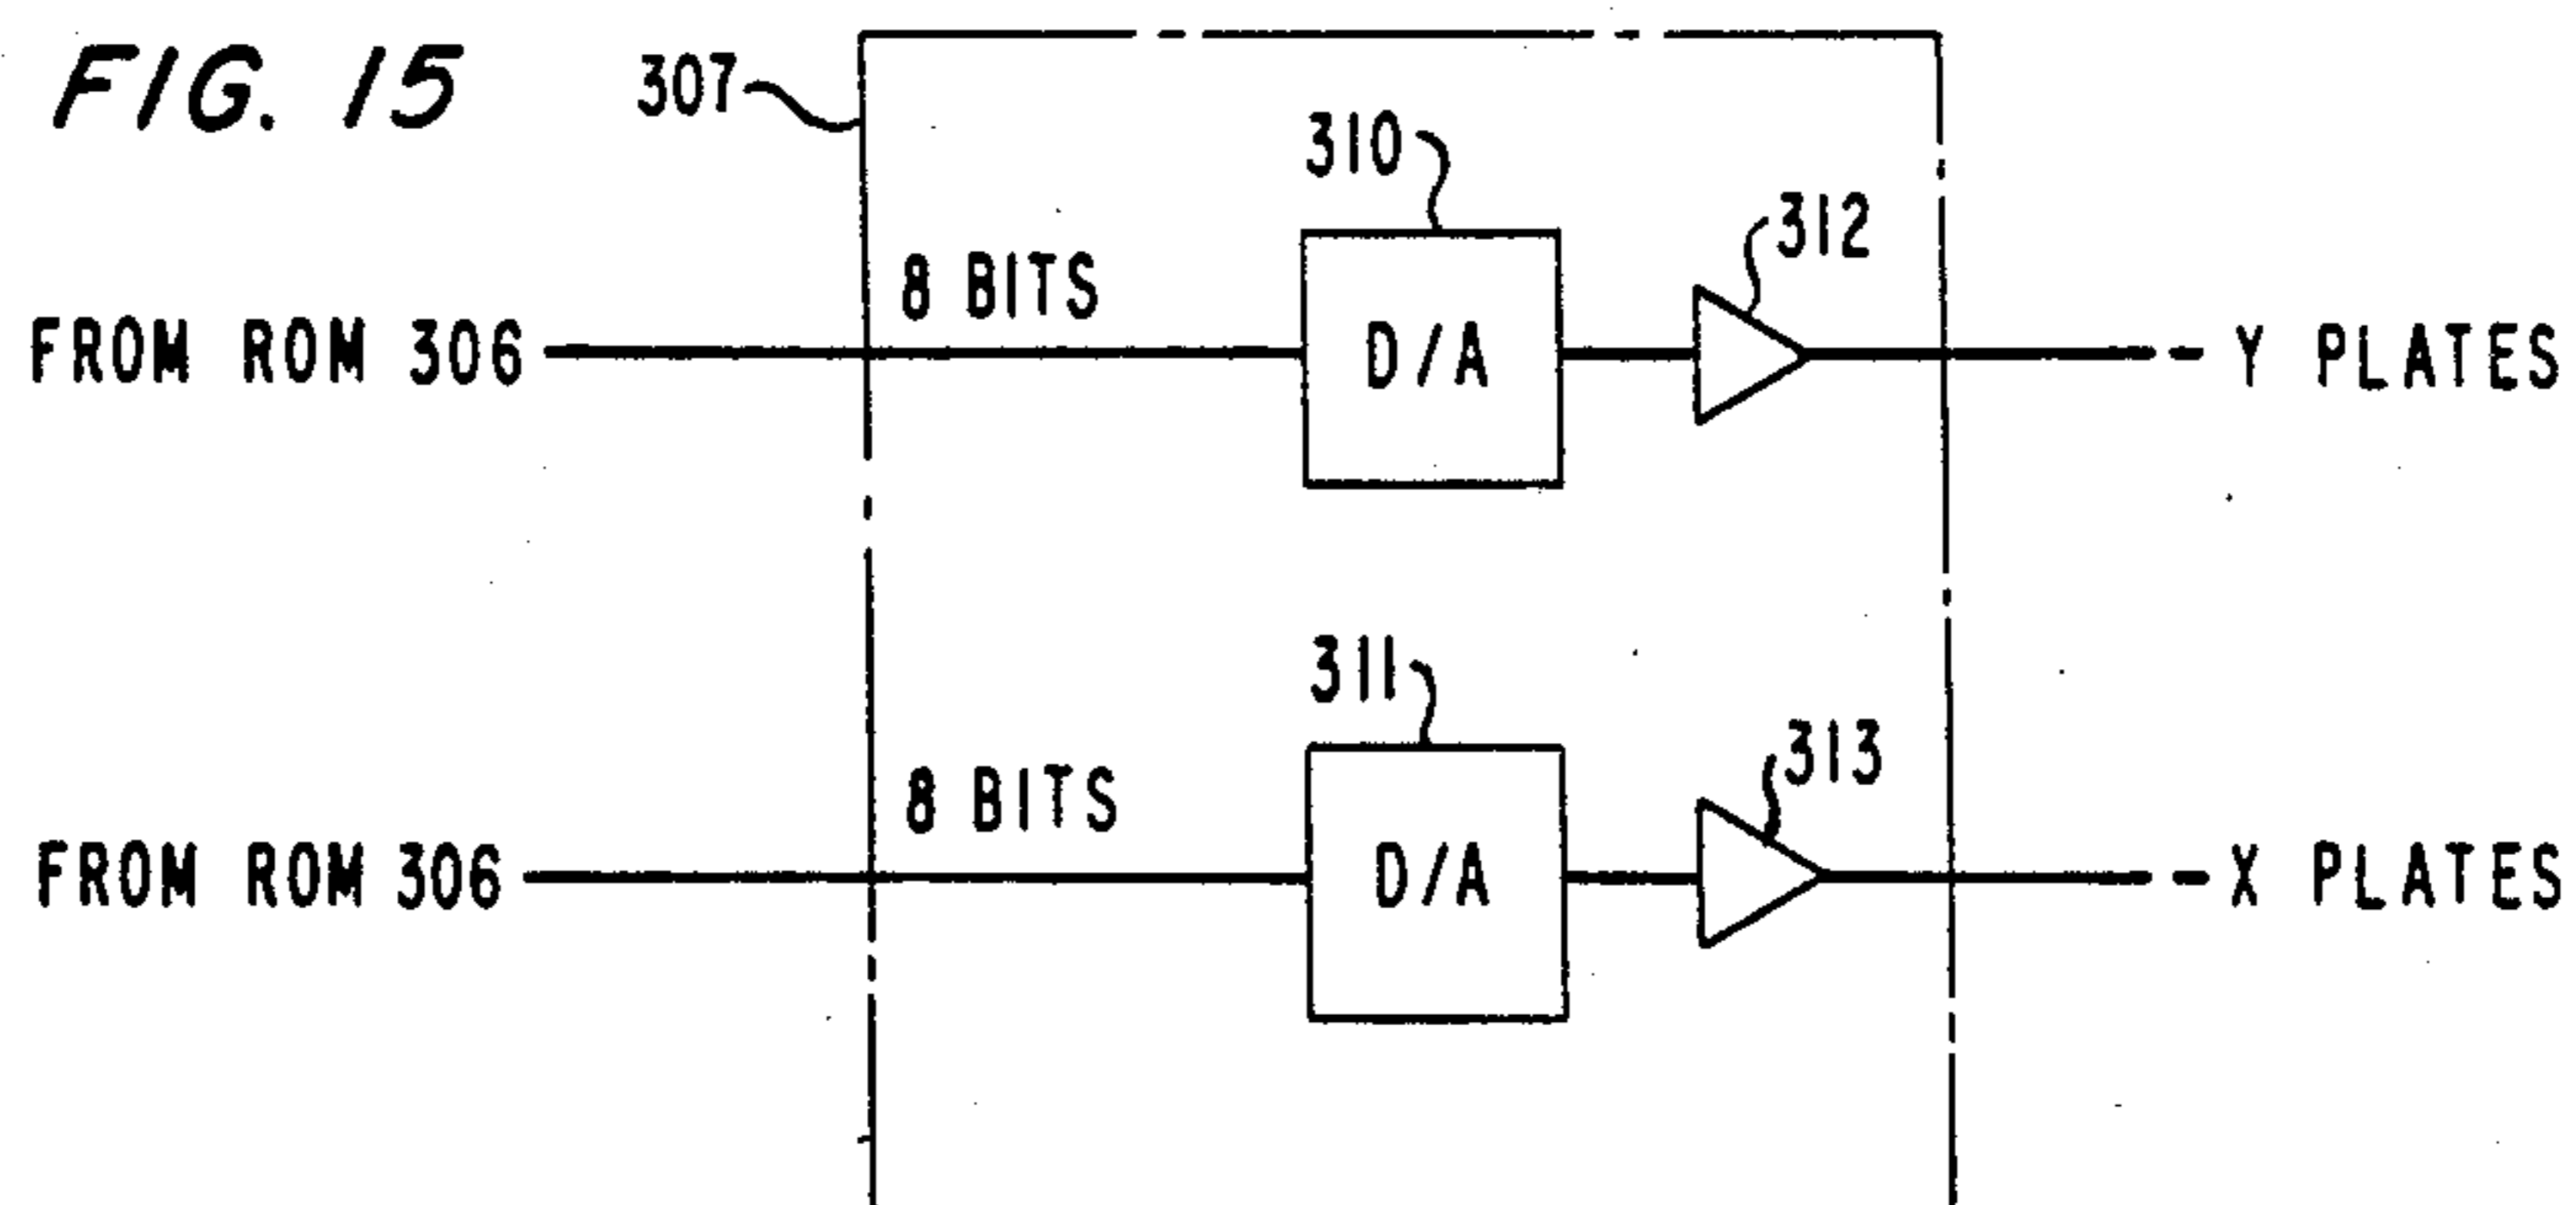 FIG. 15
307
310
312
8 BITS
FROM ROM 306
D/A
Y PLATES
311
313
8 BITS
FROM ROM 306
D/A
X PLATES